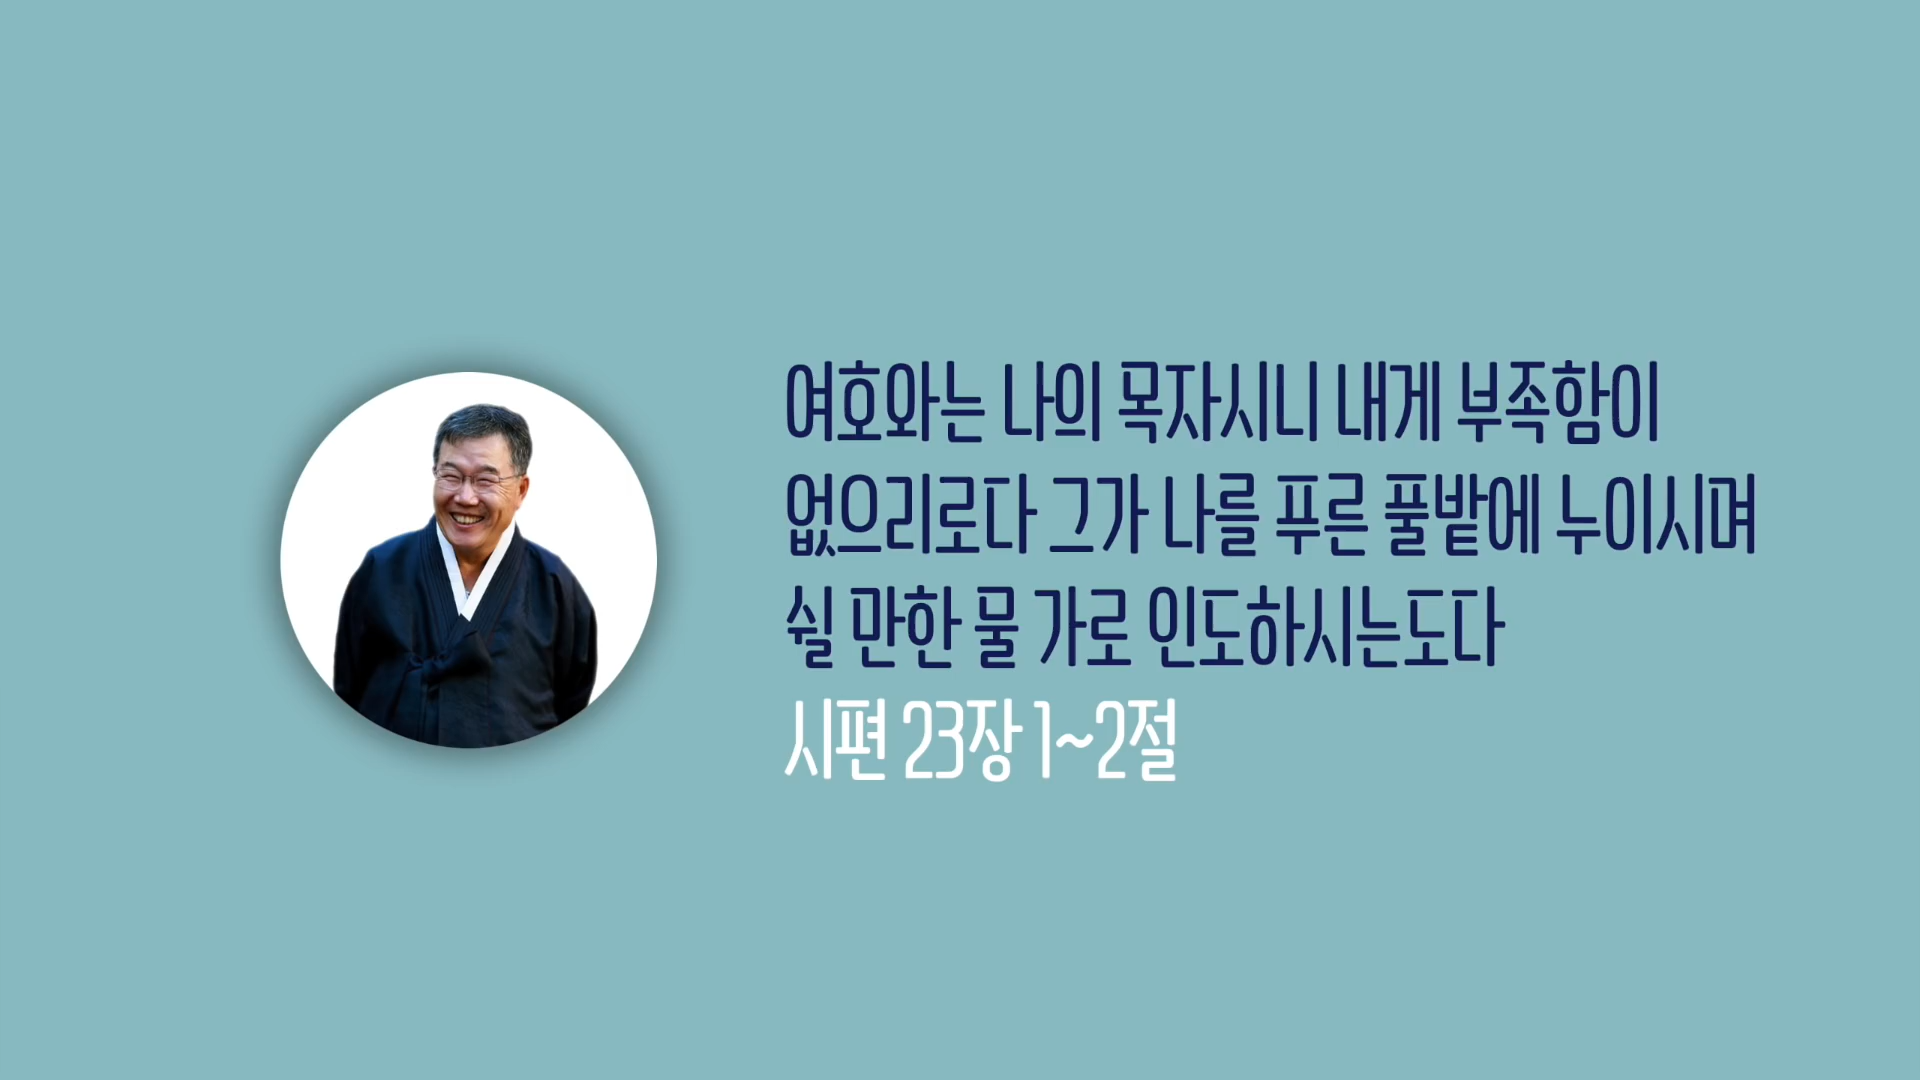 여호와는 나의 목자시니 내게 부족함이
없으리로다 그가 나를 푸른 풀밭에 누이시며
쉴 만한 물 가로 인도하시는도다
시편 23장 1~2절